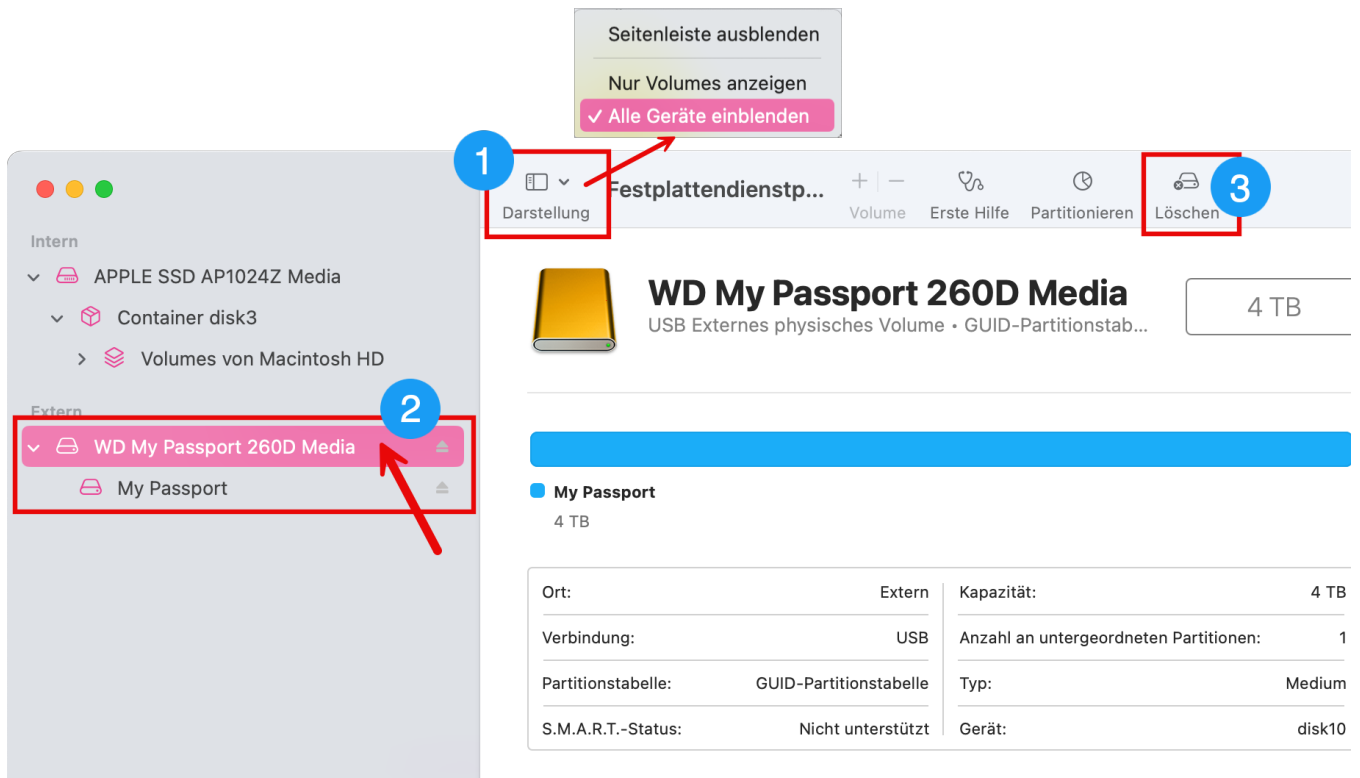 Seitenleiste ausblenden
Nur Volumes anzeigen
✓ Alle Geräte einblenden
1
Darstellung
Festplattendienstp...
Volume
Erste Hilfe
Partitionieren
Löschen
3
Intern
APPLE SSD AP1024Z Media
Container disk3
Volumes von Macintosh HD
Extern
2
WD My Passport 260D Media
My Passport
WD My Passport 260D Media
USB Externes physisches Volume • GUID-Partitionstab...
4 TB
My Passport
4 TB
Ort: Extern
Kapazität: 4 TB
Verbindung: USB
Anzahl an untergeordneten Partitionen: 1
Partitionstabelle: GUID-Partitionstabelle
Typ: Medium
S.M.A.R.T.-Status: Nicht unterstützt
Gerät: disk10